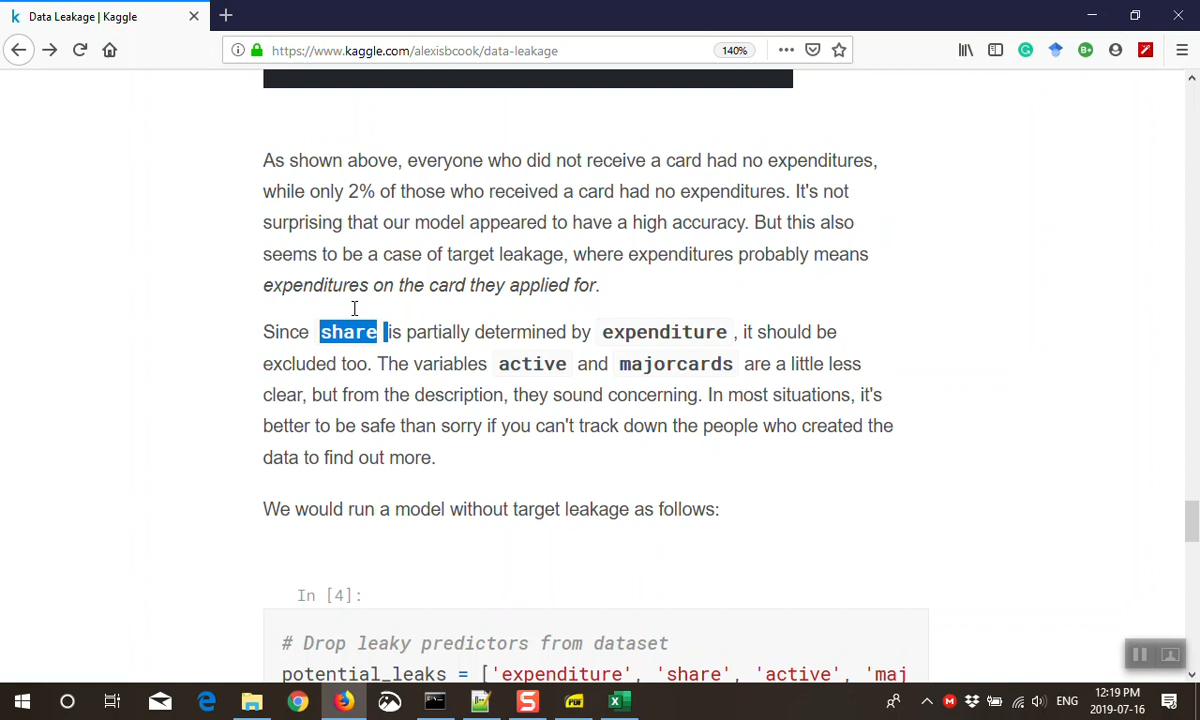 Data Leakage | Kaggle
https://www.kaggle.com/alexisbcook/data-leakage
140%
As shown above, everyone who did not receive a card had no expenditures,
while only 2% of those who received a card had no expenditures. It's not
surprising that our model appeared to have a high accuracy. But this also
seems to be a case of target leakage, where expenditures probably means
expenditures on the card they applied for.
Since share is partially determined by expenditure, it should be
excluded too. The variables active and majorcards are a little less
clear, but from the description, they sound concerning. In most situations, it's
better to be safe than sorry if you can't track down the people who created the
data to find out more.
We would run a model without target leakage as follows:
In [4]:
# Drop leaky predictors from dataset
potential_leaks = ['expenditure', 'share', 'active', 'maj
ENG
12:19 PM
2019-07-16